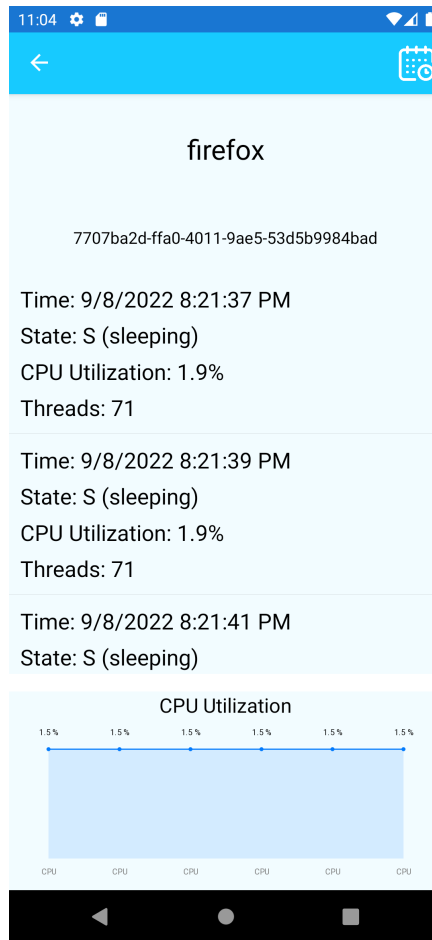 11:04
firefox
7707ba2d-ffa0-4011-9ae5-53d5b9984bad
Time: 9/8/2022 8:21:37 PM
State: S (sleeping)
CPU Utilization: 1.9%
Threads: 71
Time: 9/8/2022 8:21:39 PM
State: S (sleeping)
CPU Utilization: 1.9%
Threads: 71
Time: 9/8/2022 8:21:41 PM
State: S (sleeping)
CPU Utilization
1.5 % 1.5 % 1.5 % 1.5 % 1.5 % 1.5 %
CPU CPU CPU CPU CPU CPU